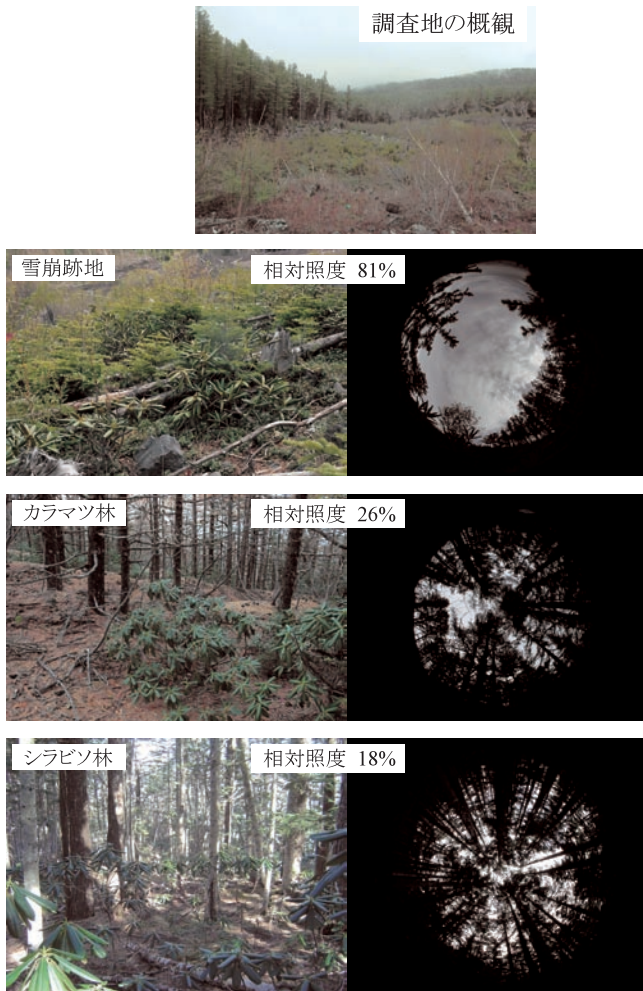 調査地の概観
雪崩跡地
相対照度 81%
カラマツ林
相対照度 26%
シラビソ林
相対照度 18%